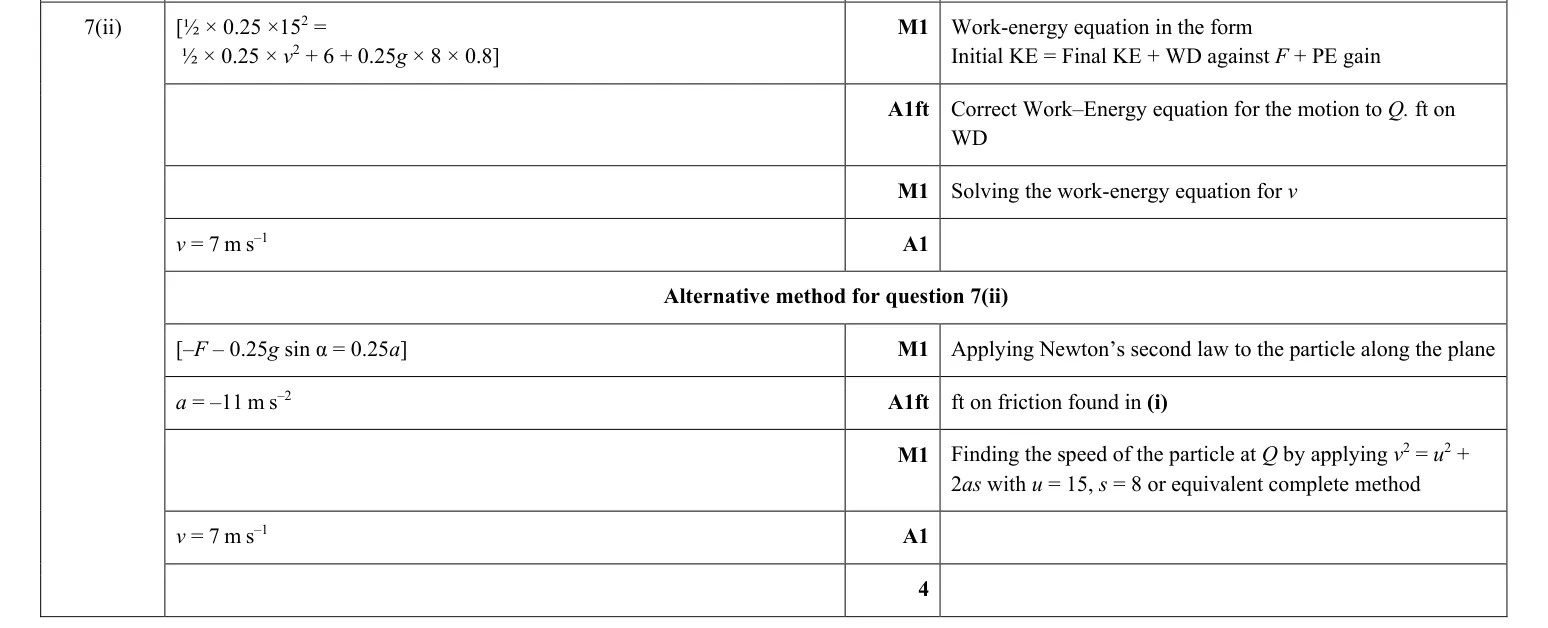 7(ii)
[½ × 0.25 ×15² =
½ × 0.25 × v² + 6 + 0.25g × 8 × 0.8]
M1
Work-energy equation in the form
Initial KE = Final KE + WD against F + PE gain
A1ft
Correct Work–Energy equation for the motion to Q. ft on
WD
M1
Solving the work-energy equation for v
v = 7 m s⁻¹
A1
Alternative method for question 7(ii)
[–F – 0.25g sin α = 0.25a]
M1
Applying Newton's second law to the particle along the plane
a = –11 m s⁻²
A1ft
ft on friction found in (i)
M1
Finding the speed of the particle at Q by applying v² = u² +
2as with u = 15, s = 8 or equivalent complete method
v = 7 m s⁻¹
A1
4